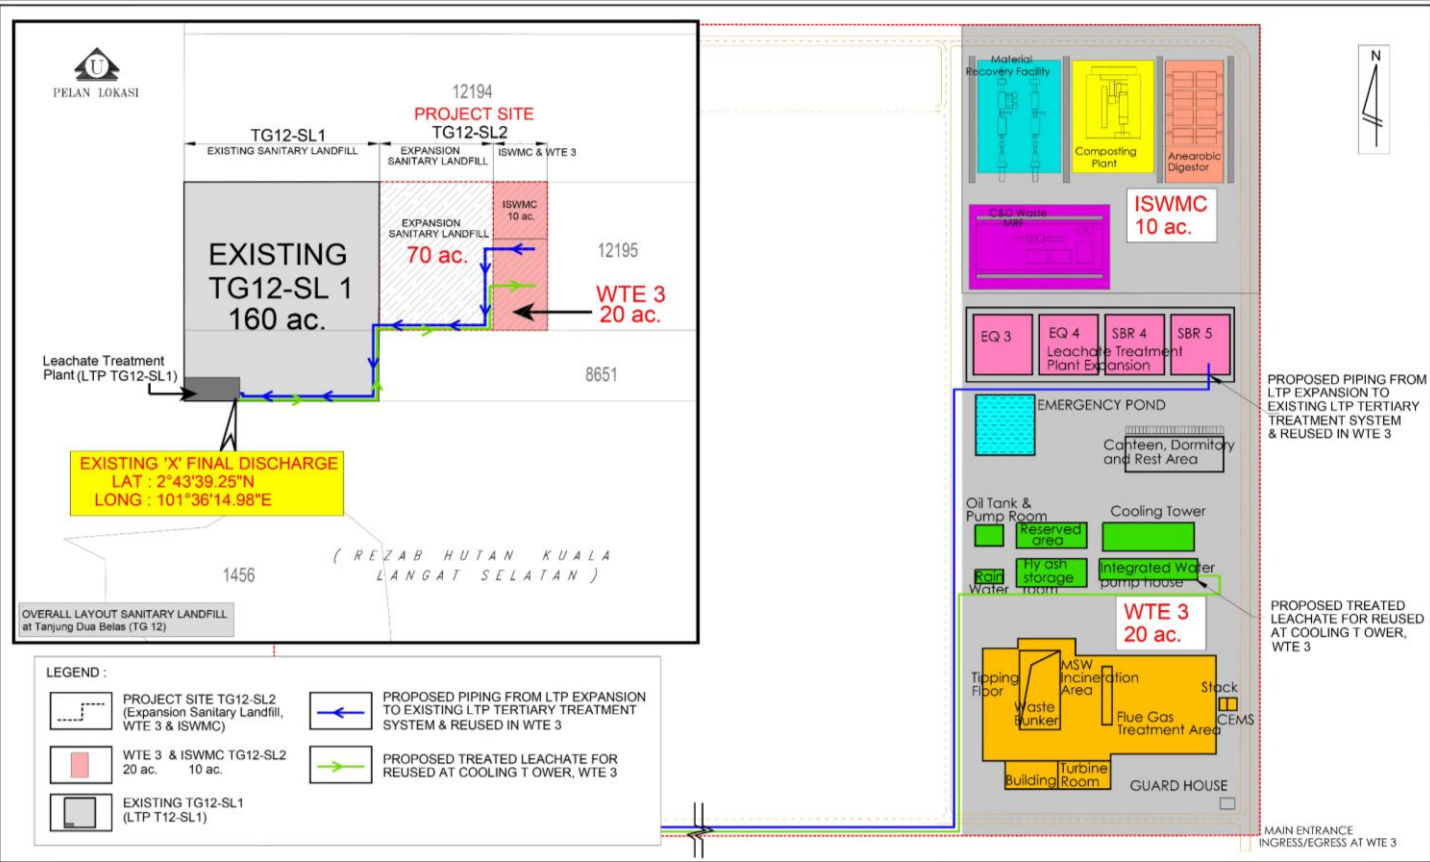 U
PELAN LOKASI
12194
PROJECT SITE
TG12-SL1
EXISTING SANITARY LANDFILL
TG12-SL2
EXPANSION
SANITARY LANDFILL
ISWMC & WTE 3
EXISTING
TG12-SL 1
160 ac.
EXPANSION
SANITARY LANDFILL
70 ac.
ISWMC
10 ac.
12195
WTE 3
20 ac.
8651
Leachate Treatment
Plant (LTP TG12-SL1)
EXISTING 'X' FINAL DISCHARGE
LAT : 2°43'39.25"N
LONG : 101°36'14.98"E
1456
( REZAB HUTAN KUALA
LANGAT SELATAN )
OVERALL LAYOUT SANITARY LANDFILL
at Tanjung Dua Belas (TG 12)
LEGEND :
PROJECT SITE TG12-SL2
(Expansion Sanitary Landfill,
WTE 3 & ISWMC)
WTE 3 & ISWMC TG12-SL2
20 ac. 10 ac.
EXISTING TG12-SL1
(LTP T12-SL1)
PROPOSED PIPING FROM LTP EXPANSION
TO EXISTING LTP TERTIARY TREATMENT
SYSTEM & REUSED IN WTE 3
PROPOSED TREATED LEACHATE FOR
REUSED AT COOLING T OWER, WTE 3
N
Material
Recovery Facility
Composting
Plant
Anearobic
Digestor
ISWMC
10 ac.
C&D Waste
MRF
EQ 3
EQ 4
SBR 4
SBR 5
Leachate Treatment
Plant Expansion
PROPOSED PIPING FROM
LTP EXPANSION TO
EXISTING LTP TERTIARY
TREATMENT SYSTEM
& REUSED IN WTE 3
EMERGENCY POND
Canteen, Dormitory
and Rest Area
Oil Tank &
Pump Room
Reserved
area
Cooling Tower
Rain
Water
Fly ash
storage
room
Integrated Water
pump house
PROPOSED TREATED
LEACHATE FOR REUSED
AT COOLING T OWER,
WTE 3
WTE 3
20 ac.
Tipping
Floor
MSW
Incineration
Area
Waste
Bunker
Flue Gas
Treatment Area
Stack
CEMS
Building
Turbine
Room
GUARD HOUSE
MAIN ENTRANCE
INGRESS/EGRESS AT WTE 3